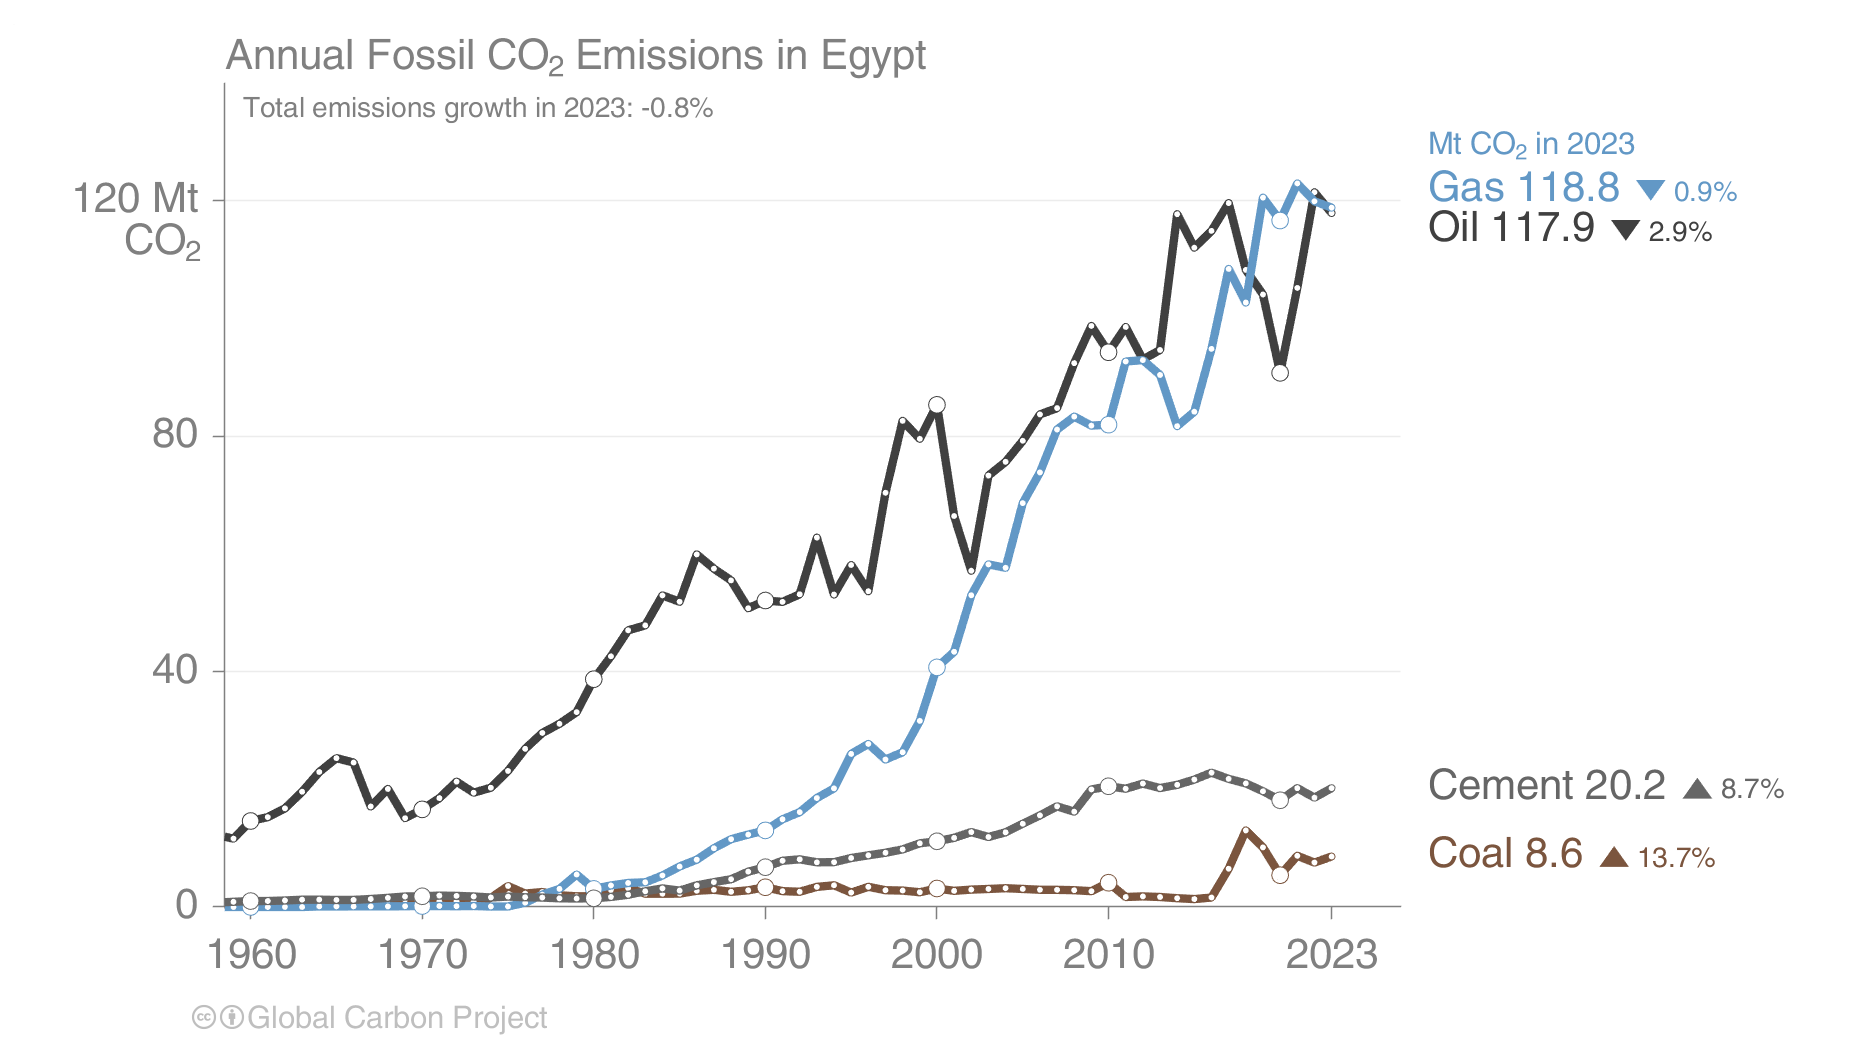 Annual Fossil CO₂ Emissions in Egypt
Total emissions growth in 2023: -0.8%
120 Mt
CO₂
80
40
0
1960 1970 1980 1990 2000 2010 2023
Mt CO₂ in 2023
Gas 118.8 ▼ 0.9%
Oil 117.9 ▼ 2.9%
Cement 20.2 ▲ 8.7%
Coal 8.6 ▲ 13.7%
cc Global Carbon Project